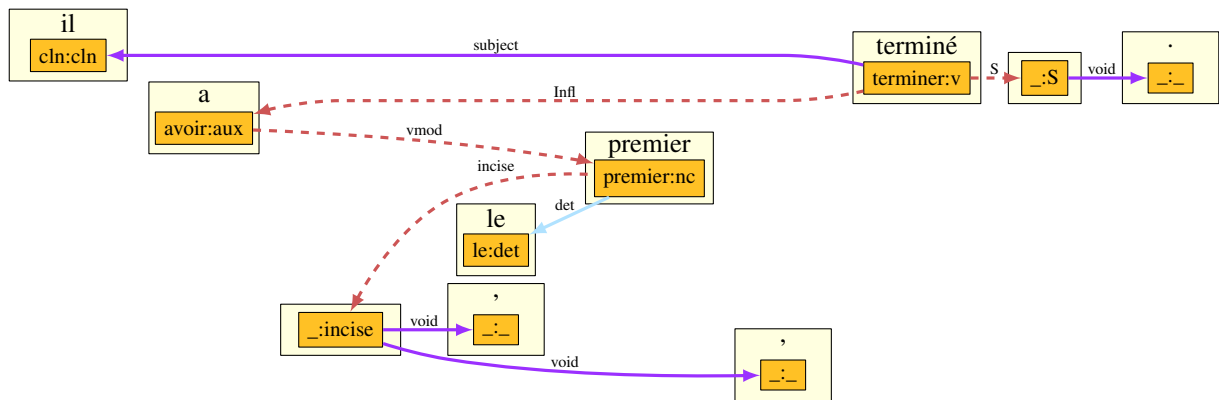 il
cln:cln
subject
terminé
terminer:v
S
_:S
void
.
_:_
a
avoir:aux
Infl
vmod
premier
premier:nc
incise
det
le
le:det
_:incise
void
,
_:_
void
,
_:_